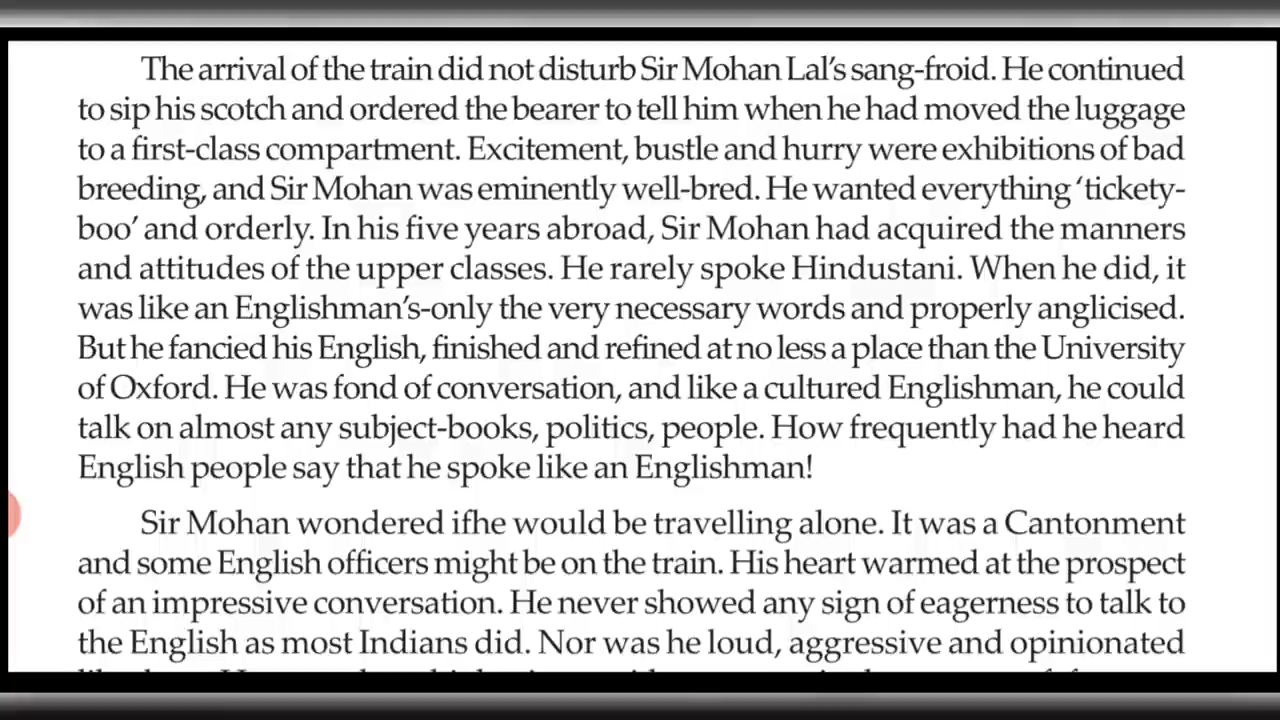 The arrival of the train did not disturb Sir Mohan Lal's sang-froid. He continued
to sip his scotch and ordered the bearer to tell him when he had moved the luggage
to a first-class compartment. Excitement, bustle and hurry were exhibitions of bad
breeding, and Sir Mohan was eminently well-bred. He wanted everything 'tickety-
boo' and orderly. In his five years abroad, Sir Mohan had acquired the manners
and attitudes of the upper classes. He rarely spoke Hindustani. When he did, it
was like an Englishman's-only the very necessary words and properly anglicised.
But he fancied his English, finished and refined at no less a place than the University
of Oxford. He was fond of conversation, and like a cultured Englishman, he could
talk on almost any subject-books, politics, people. How frequently had he heard
English people say that he spoke like an Englishman!
Sir Mohan wondered ifhe would be travelling alone. It was a Cantonment
and some English officers might be on the train. His heart warmed at the prospect
of an impressive conversation. He never showed any sign of eagerness to talk to
the English as most Indians did. Nor was he loud, aggressive and opinionated